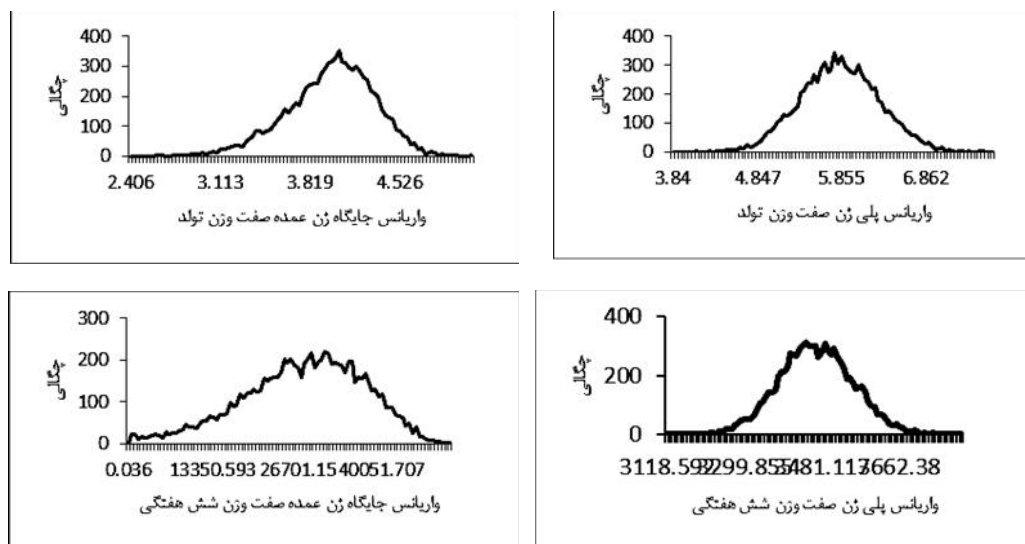 400
300
200
100
0
چگالی
2.406 3.113 3.819 4.526
واریانس جایگاه ژن عمده صفت وزن تولد
400
300
200
100
0
چگالی
3.84 4.847 5.855 6.862
واریانس پلی ژن صفت وزن تولد
300
200
100
0
چگالی
0.036 13350.593 26701.15 40051.707
واریانس جایگاه ژن عمده صفت وزن شش هفتگی
400
200
0
چگالی
3662.38
واریانس پلی ژن صفت وزن شش هفتگی